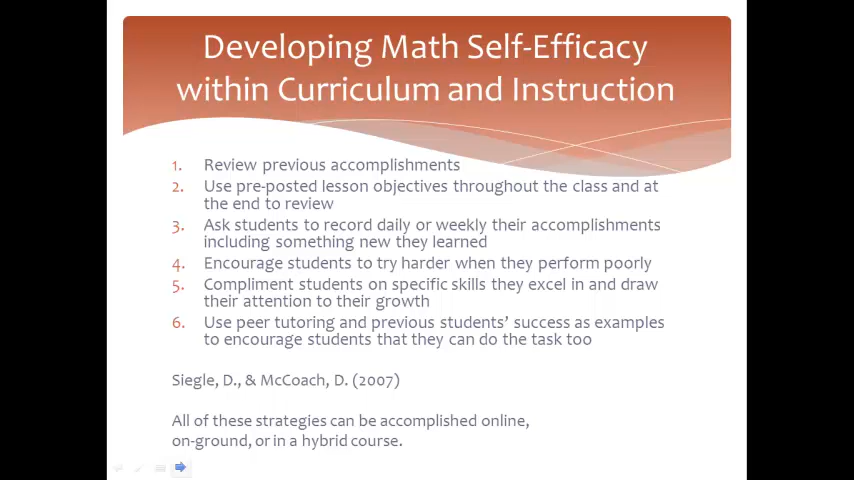 Developing Math Self-Efficacy
within Curriculum and Instruction
1. Review previous accomplishments
2. Use pre-posted lesson objectives throughout the class and at
the end to review
3. Ask students to record daily or weekly their accomplishments
including something new they learned
4. Encourage students to try harder when they perform poorly
5. Compliment students on specific skills they excel in and draw
their attention to their growth
6. Use peer tutoring and previous students’ success as examples
to encourage students that they can do the task too
Siegle, D., & McCoach, D. (2007)
All of these strategies can be accomplished online,
on-ground, or in a hybrid course.